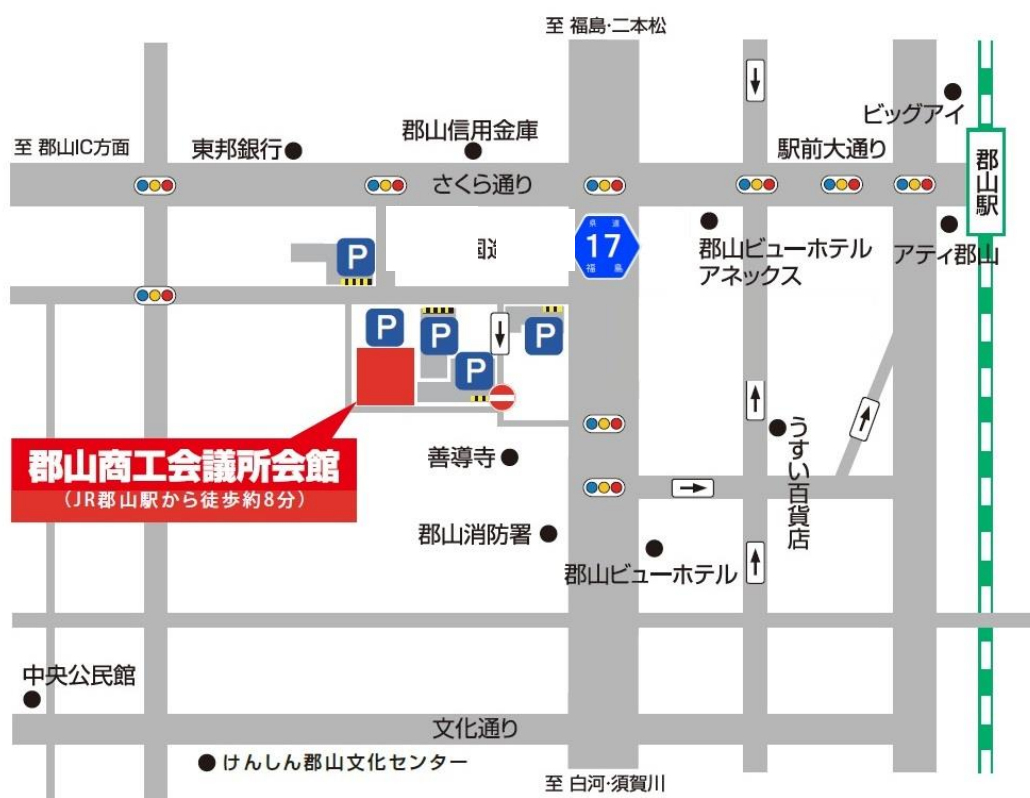 至 福島・二本松
ビッグアイ
至 郡山IC方面
東邦銀行
郡山信用金庫
駅前大通り
さくら通り
郡山駅
県道
17
福島
郡山ビューホテル
アネックス
アティ郡山
P
P
P
P
P
郡山商工会議所会館
(JR郡山駅から徒歩約8分)
善導寺
うすい百貨店
郡山消防署
郡山ビューホテル
中央公民館
文化通り
けんしん郡山文化センター
至 白河・須賀川